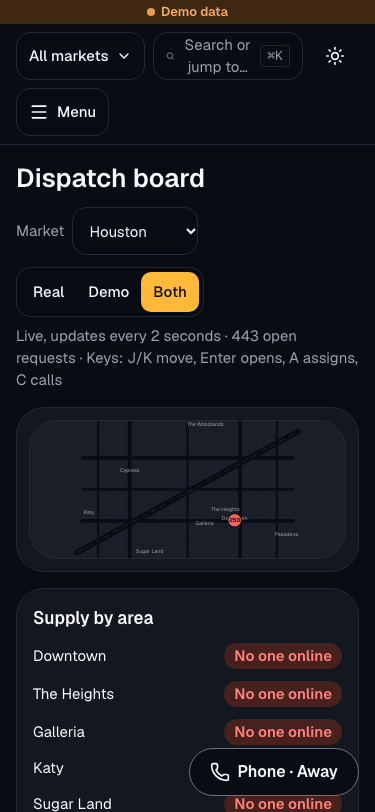 Demo data
All markets
Search or
jump to...
⌘K
Menu
Dispatch board
Market
Houston
Real
Demo
Both
Live, updates every 2 seconds · 443 open
requests · Keys: J/K move, Enter opens, A assigns,
C calls
The Woodlands
Cypress
Katy
The Heights
Galleria
250
Pasadena
Sugar Land
Supply by area
Downtown
No one online
The Heights
No one online
Galleria
No one online
Katy
Phone · Away
Sugar Land
No one online